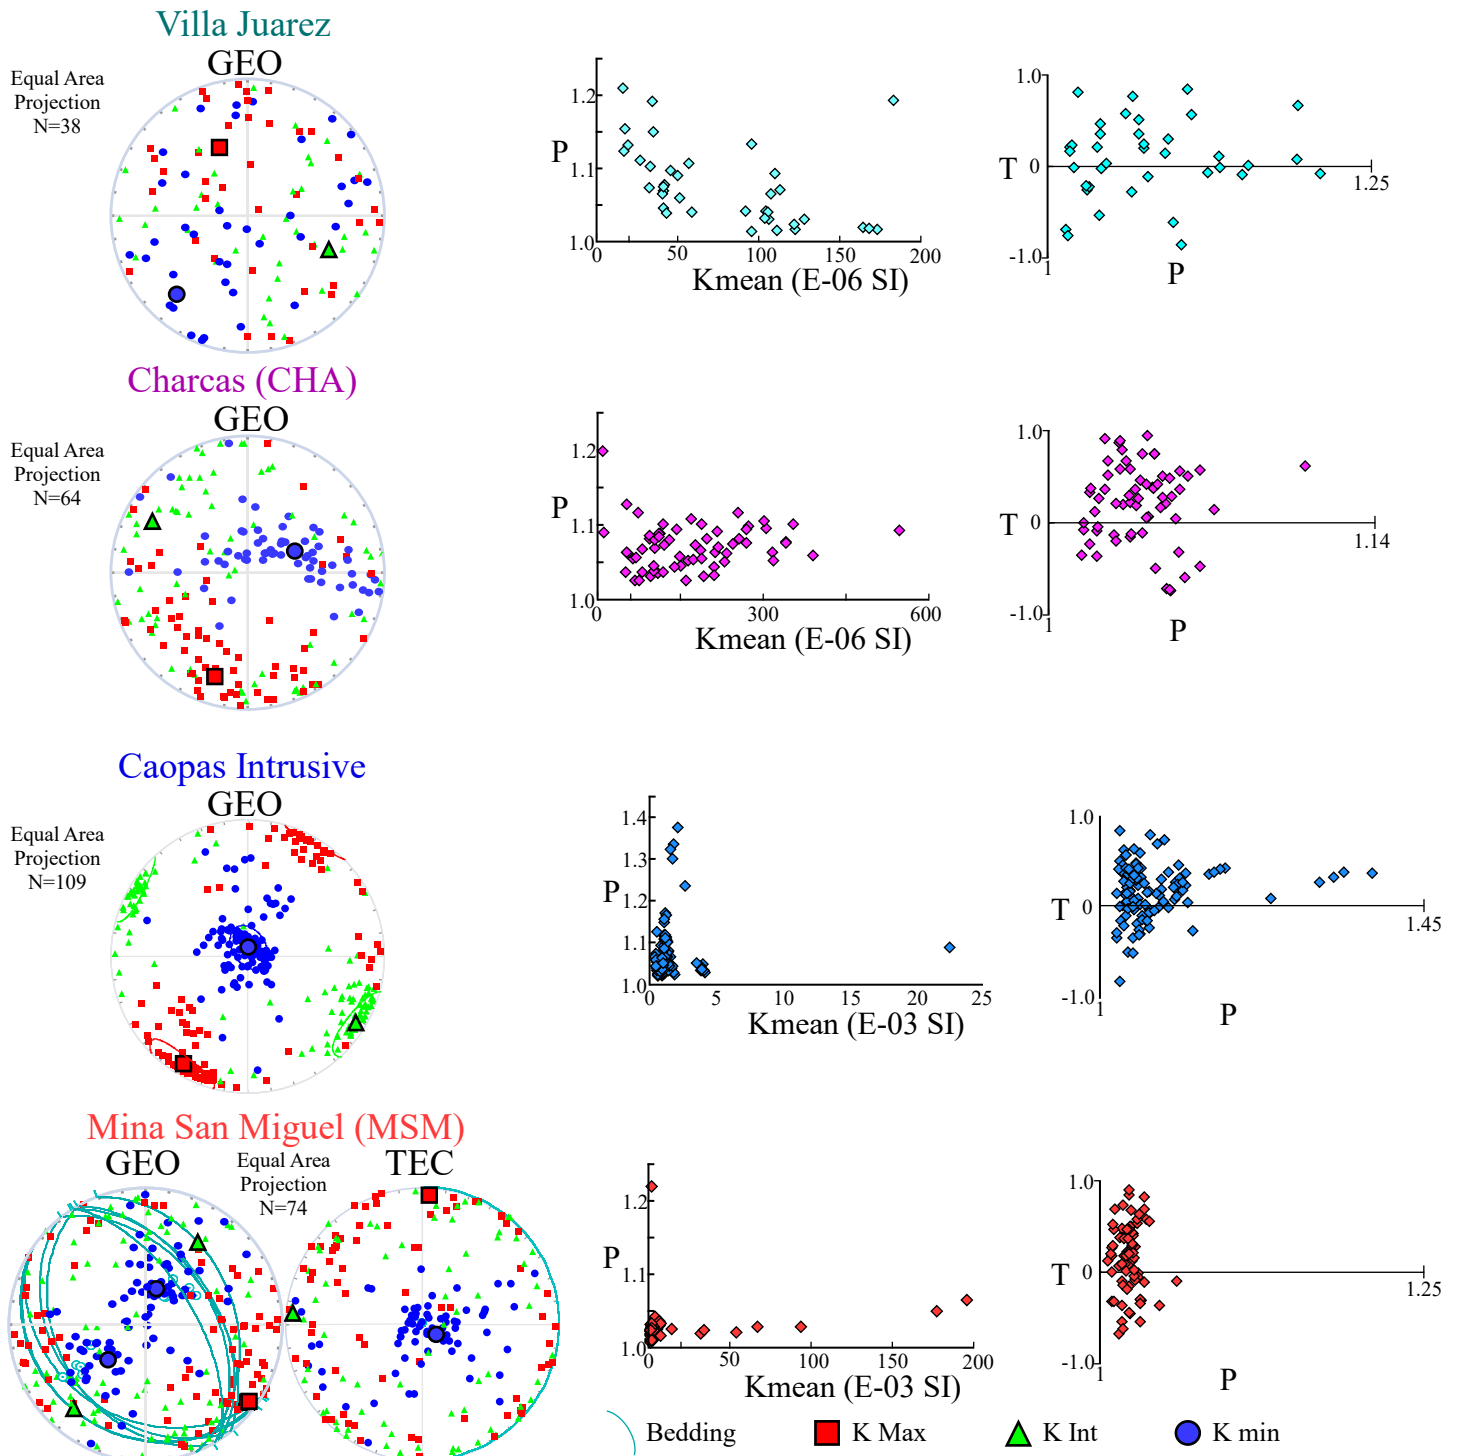 Villa Juarez
GEO
Equal Area
Projection
N=38
P
1.2
1.1
1.0
0
50
100
150
200
Kmean (E-06 SI)
T
1.0
0
-1.0
1
1.25
P
Charcas (CHA)
GEO
Equal Area
Projection
N=64
P
1.2
1.1
1.0
0
300
600
Kmean (E-06 SI)
T
1.0
0
-1.0
1
1.14
P
Caopas Intrusive
GEO
Equal Area
Projection
N=109
P
1.4
1.3
1.2
1.1
1.0
0
5
10
15
20
25
Kmean (E-03 SI)
T
1.0
0
-1.0
1
1.45
P
Mina San Miguel (MSM)
GEO
Equal Area
Projection
N=74
TEC
P
1.2
1.1
1.0
0
50
100
150
200
Kmean (E-03 SI)
T
1.0
0
-1.0
1
1.25
P
Bedding
K Max
K Int
K min